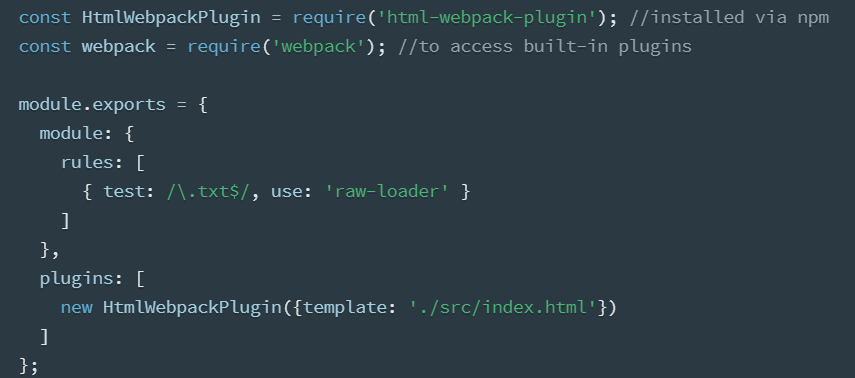 const HtmlWebpackPlugin = require('html-webpack-plugin'); //installed via npm
const webpack = require('webpack'); //to access built-in plugins

module.exports = {
  module: {
    rules: [
      { test: /\.txt$/, use: 'raw-loader' }
    ]
  },
  plugins: [
    new HtmlWebpackPlugin({template: './src/index.html'})
  ]
};